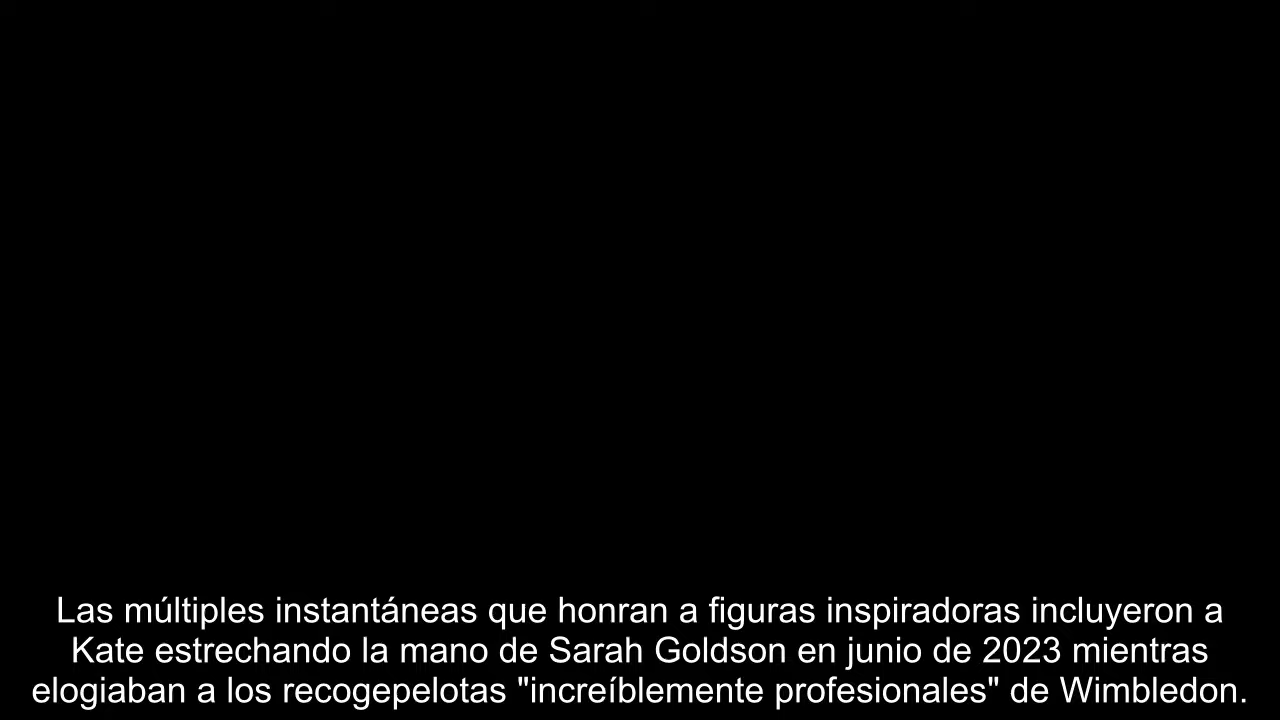 Las múltiples instantáneas que honran a figuras inspiradoras incluyeron a
Kate estrechando la mano de Sarah Goldson en junio de 2023 mientras
elogiaban a los recogepelotas "increíblemente profesionales" de Wimbledon.